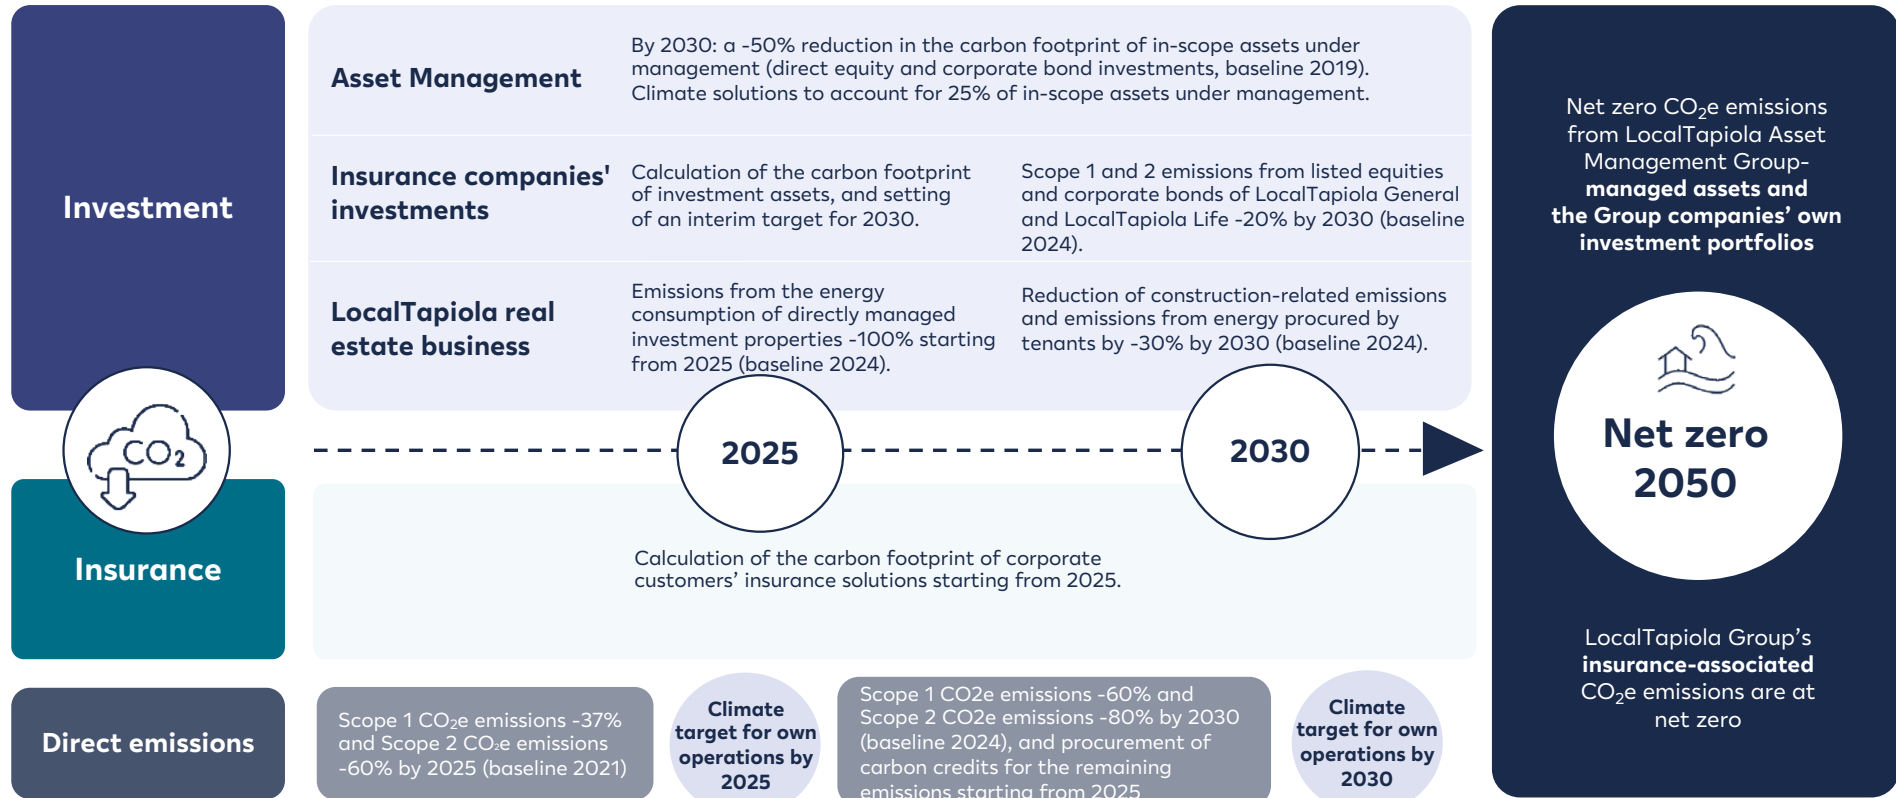 Investment
Asset Management
By 2030: a -50% reduction in the carbon footprint of in-scope assets under
management (direct equity and corporate bond investments, baseline 2019).
Climate solutions to account for 25% of in-scope assets under management.
Insurance companies'
investments
Calculation of the carbon footprint
of investment assets, and setting
of an interim target for 2030.
Scope 1 and 2 emissions from listed equities
and corporate bonds of LocalTapiola General
and LocalTapiola Life -20% by 2030 (baseline
2024).
LocalTapiola real
estate business
Emissions from the energy
consumption of directly managed
investment properties -100% starting
from 2025 (baseline 2024).
Reduction of construction-related emissions
and emissions from energy procured by
tenants by -30% by 2030 (baseline 2024).
CO₂
2025
2030
Insurance
Calculation of the carbon footprint of corporate
customers’ insurance solutions starting from 2025.
Direct emissions
Scope 1 CO₂e emissions -37%
and Scope 2 CO₂e emissions
-60% by 2025 (baseline 2021)
Climate
target for own
operations by
2025
Scope 1 CO2e emissions -60% and
Scope 2 CO2e emissions -80% by 2030
(baseline 2024), and procurement of
carbon credits for the remaining
emissions starting from 2025
Climate
target for own
operations by
2030
Net zero CO₂e emissions
from LocalTapiola Asset
Management Group-
managed assets and
the Group companies’ own
investment portfolios
Net zero
2050
LocalTapiola Group’s
insurance-associated
CO₂e emissions are at
net zero